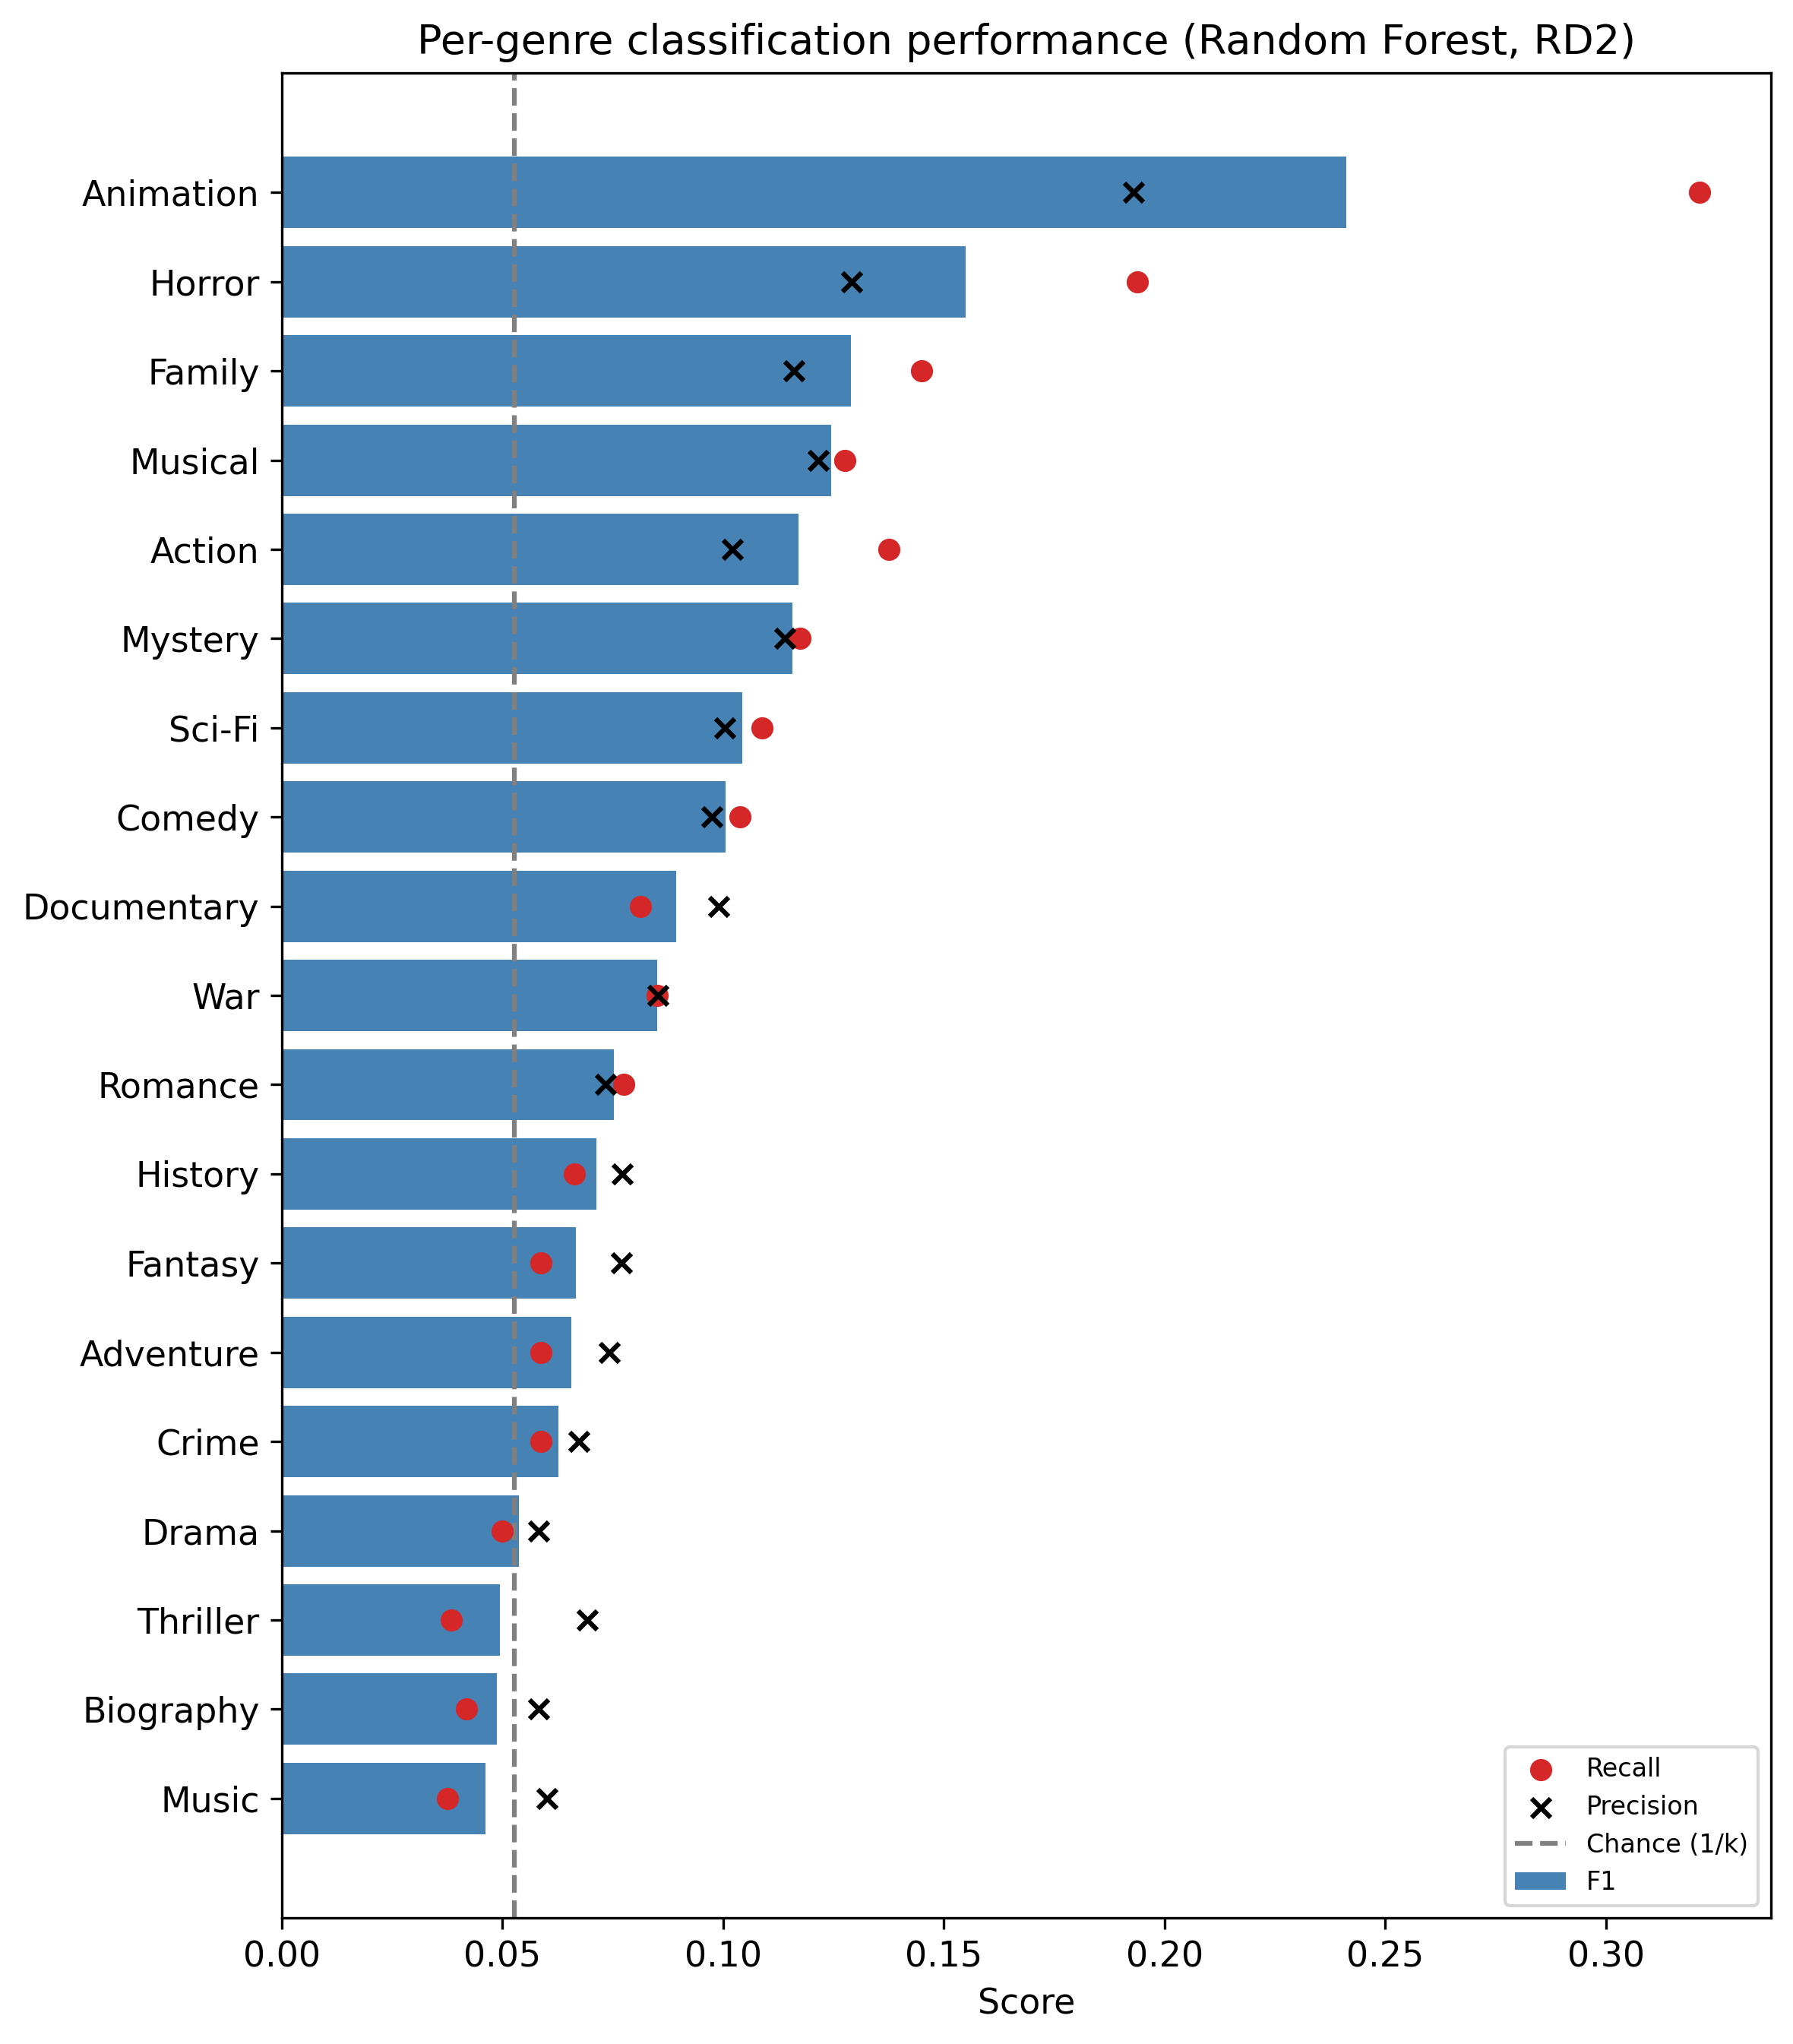 Per-genre classification performance (Random Forest, RD2)
Animation
Horror
Family
Musical
Action
Mystery
Sci-Fi
Comedy
Documentary
War
Romance
History
Fantasy
Adventure
Crime
Drama
Thriller
Biography
Music
Recall
Precision
Chance (1/k)
F1
0.00 0.05 0.10 0.15 0.20 0.25 0.30
Score